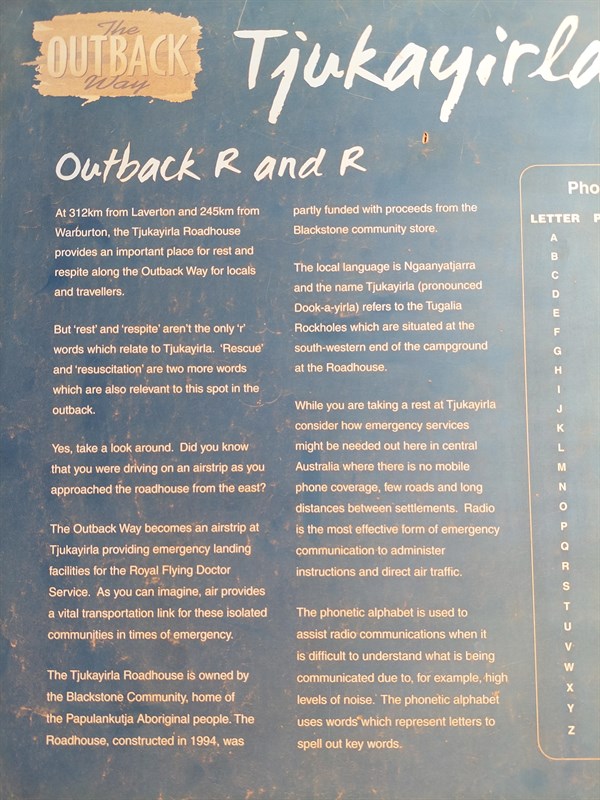 The
OUTBACK
Way
Tjukayirla
Outback R and R
At 312km from Laverton and 245km from
Warburton, the Tjukayirla Roadhouse
provides an important place for rest and
respite along the Outback Way for locals
and travellers.
But ‘rest’ and ‘respite’ aren’t the only ‘r’
words which relate to Tjukayirla. ‘Rescue’
and ‘resuscitation’ are two more words
which are also relevant to this spot in the
outback.
Yes, take a look around. Did you know
that you were driving on an airstrip as you
approached the roadhouse from the east?
The Outback Way becomes an airstrip at
Tjukayirla providing emergency landing
facilities for the Royal Flying Doctor
Service. As you can imagine, air provides
a vital transportation link for these isolated
communities in times of emergency.
The Tjukayirla Roadhouse is owned by
the Blackstone Community, home of
the Papulankutja Aboriginal people. The
Roadhouse, constructed in 1994, was
partly funded with proceeds from the
Blackstone community store.
The local language is Ngaanyatjarra
and the name Tjukayirla (pronounced
Dook-a-yirla) refers to the Tugalia
Rockholes which are situated at the
south-western end of the campground
at the Roadhouse.
While you are taking a rest at Tjukayirla
consider how emergency services
might be needed out here in central
Australia where there is no mobile
phone coverage, few roads and long
distances between settlements. Radio
is the most effective form of emergency
communication to administer
instructions and direct air traffic.
The phonetic alphabet is used to
assist radio communications when it
is difficult to understand what is being
communicated due to, for example, high
levels of noise. The phonetic alphabet
uses words which represent letters to
spell out key words.
Pho
LETTER P
A
B
C
D
E
F
G
H
I
J
K
L
M
N
O
P
Q
R
S
T
U
V
W
X
Y
Z